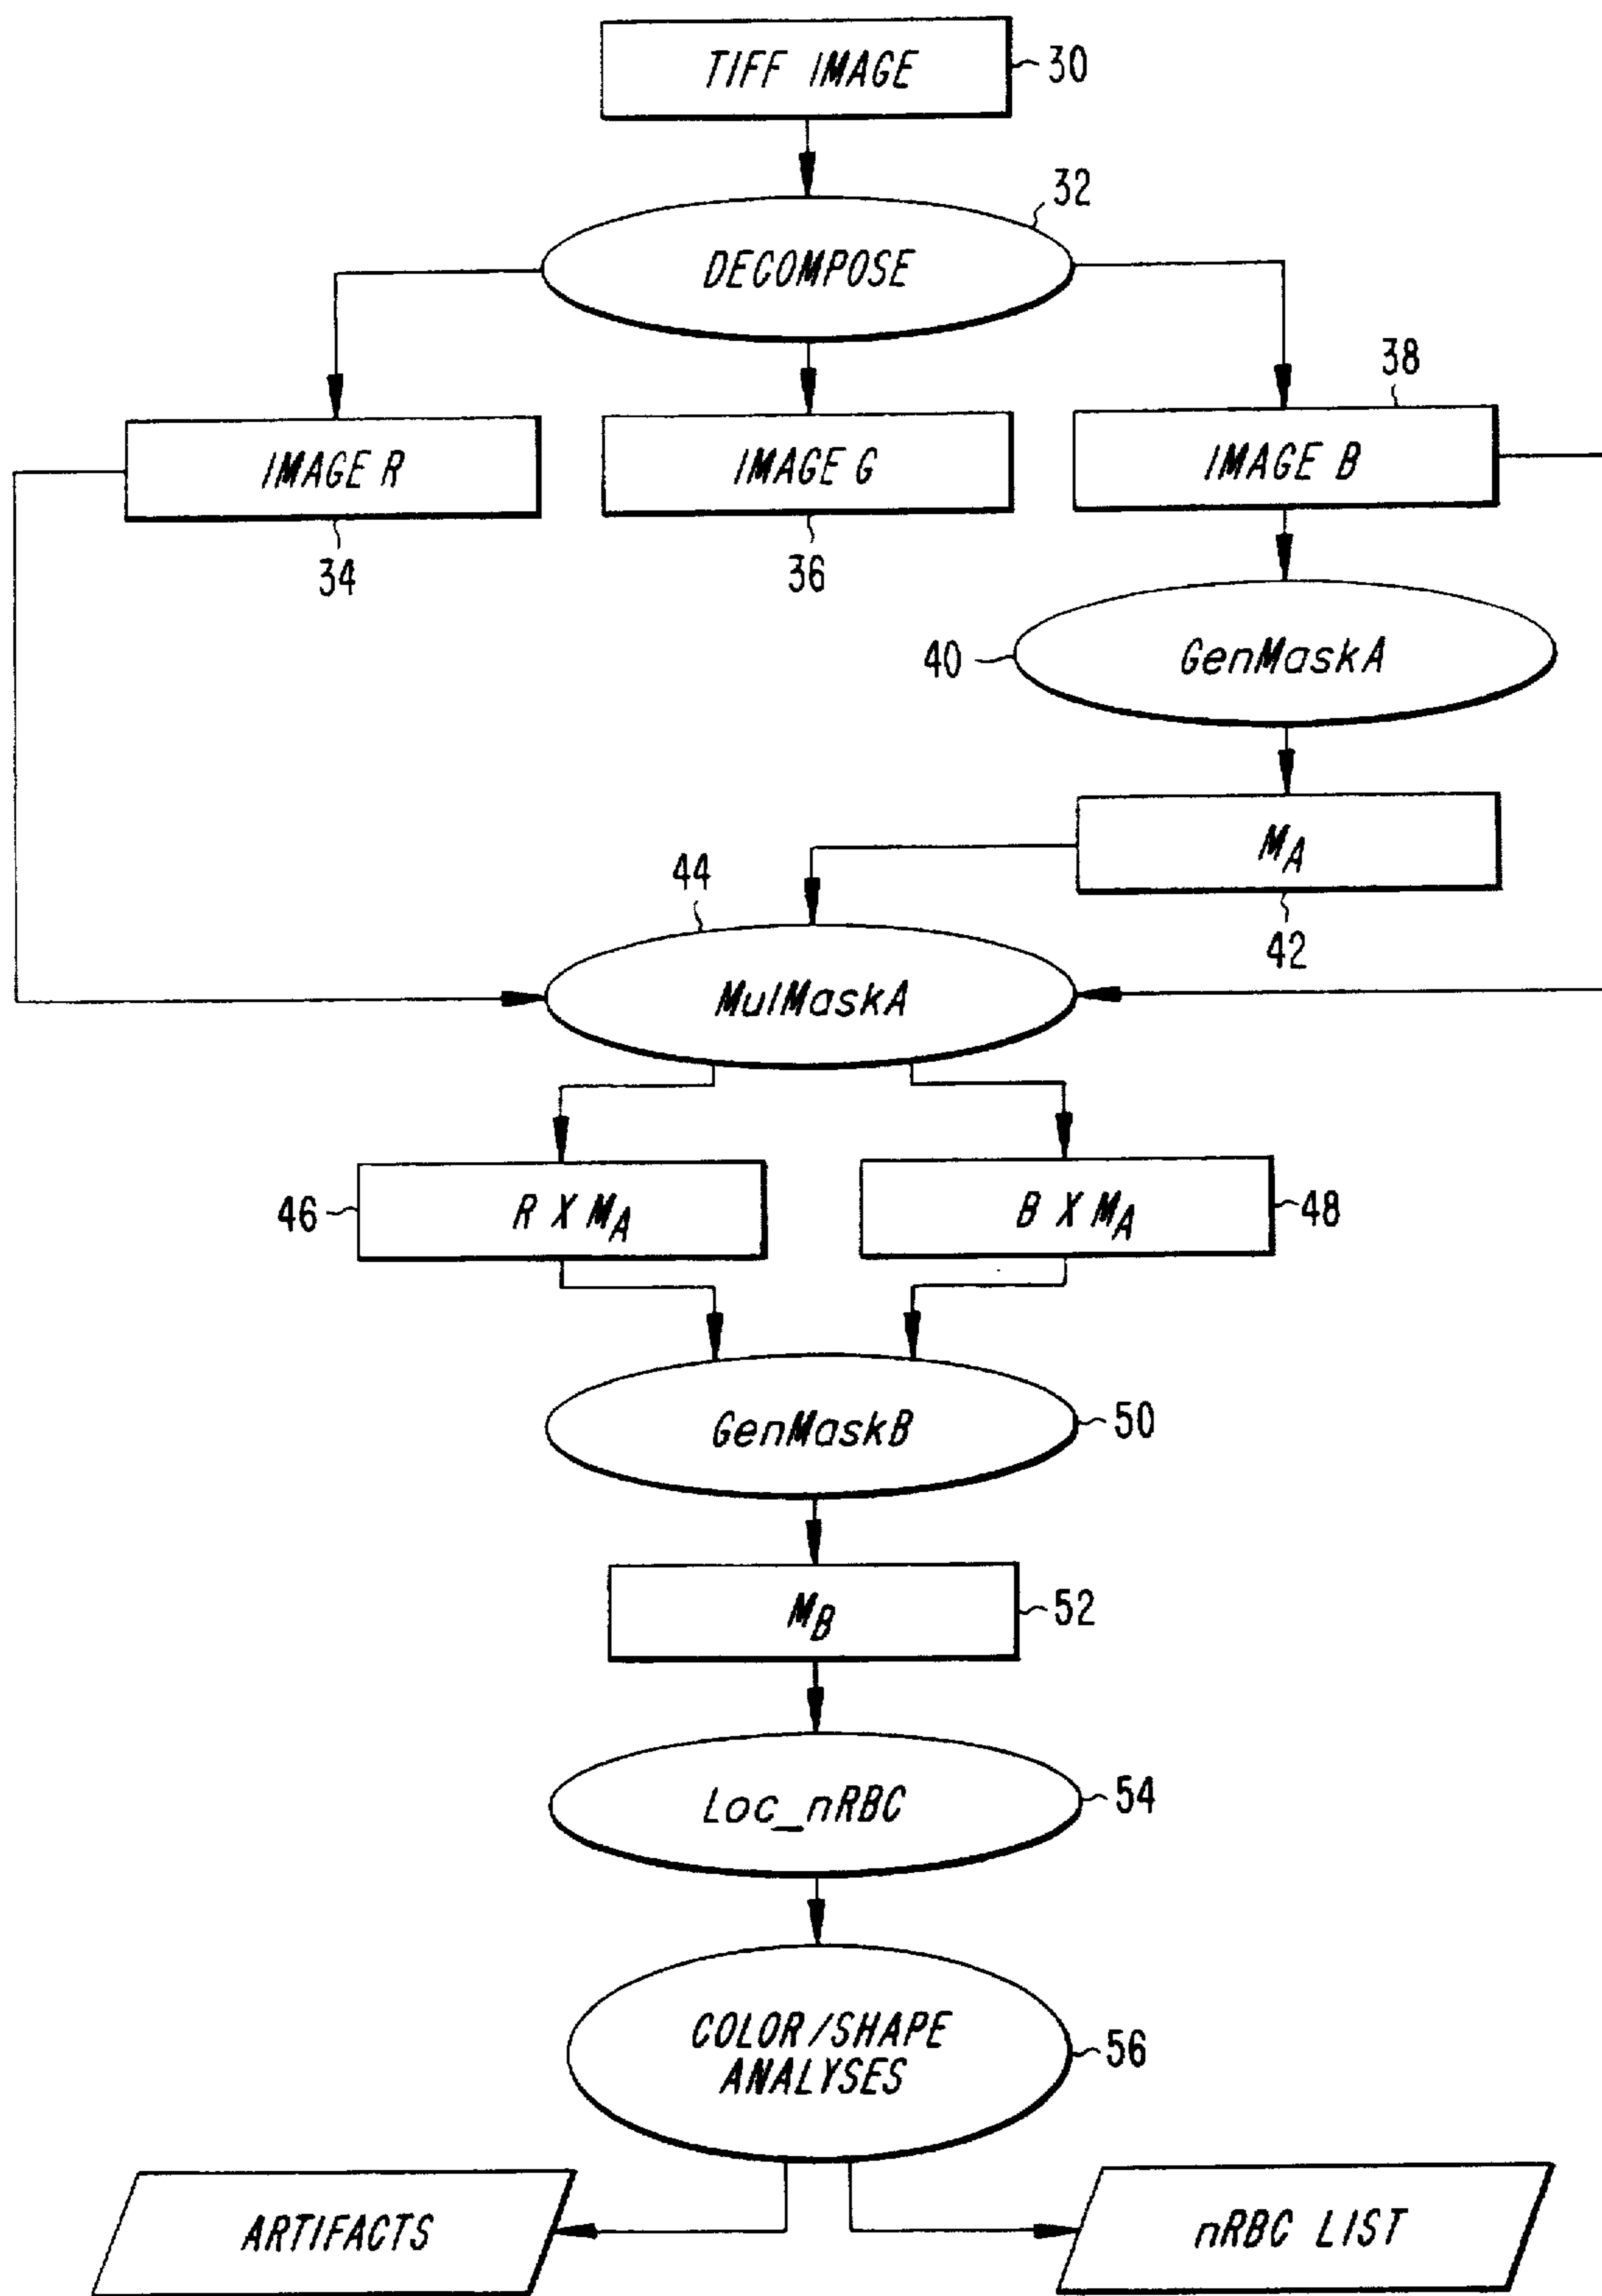 TIFF IMAGE
30
32
DECOMPOSE
38
IMAGE R
IMAGE G
IMAGE B
34
36
40
GenMaskA
MA
42
44
MulMaskA
46
R X MA
B X MA
48
GenMaskB
50
MB
52
Loc_nRBC
54
COLOR/SHAPE
ANALYSES
56
ARTIFACTS
nRBC LIST